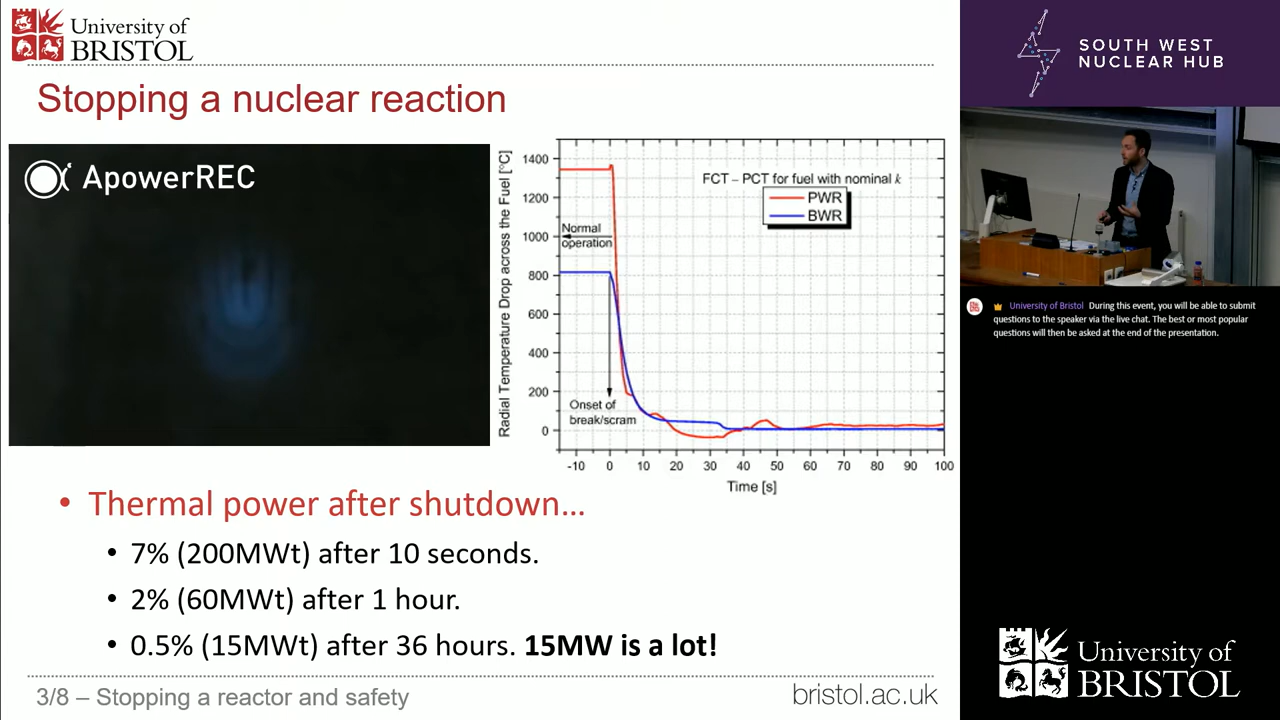 University of
BRISTOL
Stopping a nuclear reaction
ApowerREC
Radial Temperature Drop across the Fuel [°C]
1400
1200
1000
800
600
400
200
0
FCT – PCT for fuel with nominal k
PWR
BWR
Normal
operation
Onset of
break/scram
-10 0 10 20 30 40 50 60 70 80 90 100
Time [s]
• Thermal power after shutdown...
• 7% (200MWt) after 10 seconds.
• 2% (60MWt) after 1 hour.
• 0.5% (15MWt) after 36 hours. 15MW is a lot!
3/8 – Stopping a reactor and safety
bristol.ac.uk
SOUTH WEST
NUCLEAR HUB
University of Bristol During this event, you will be able to submit
questions to the speaker via the live chat. The best or most popular
questions will then be asked at the end of the presentation.
University of
BRISTOL